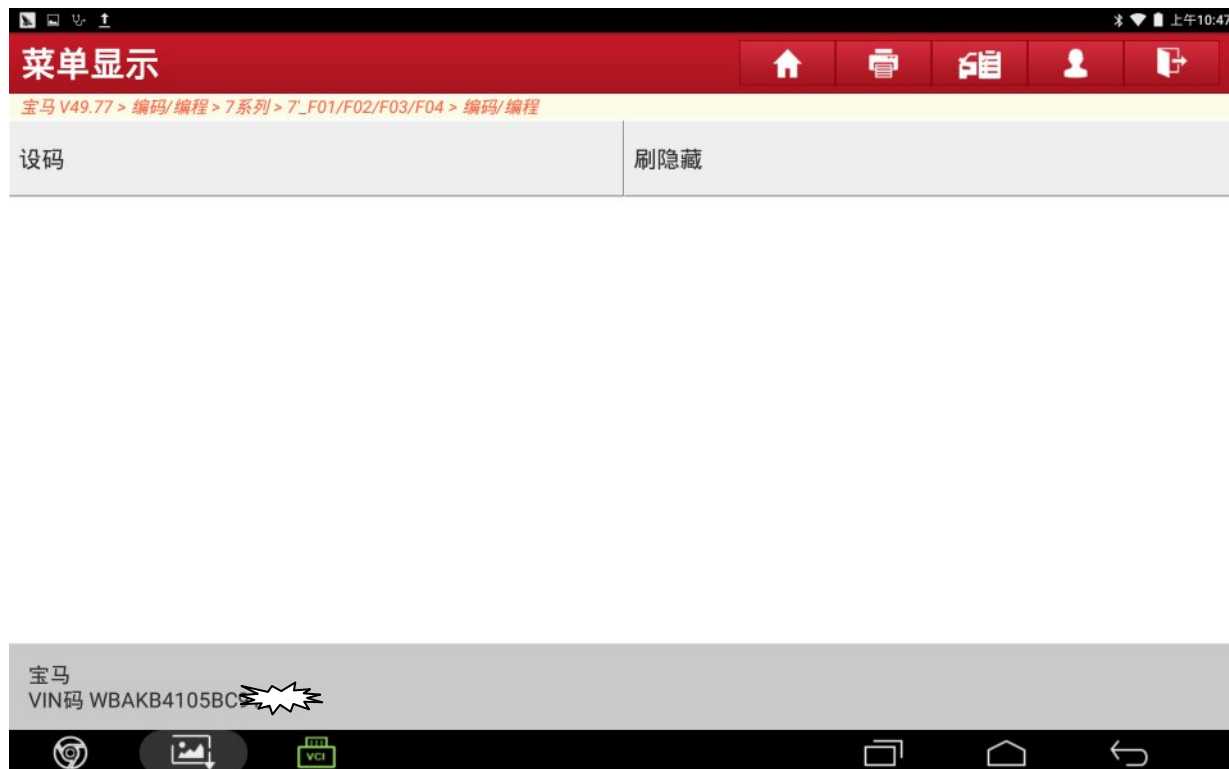 上午10:47
菜单显示
宝马 V49.77 > 编码/编程 > 7系列 > 7'_F01/F02/F03/F04 > 编码/编程
设码
刷隐藏
宝马
VIN码 WBAKB4105BC
VCI